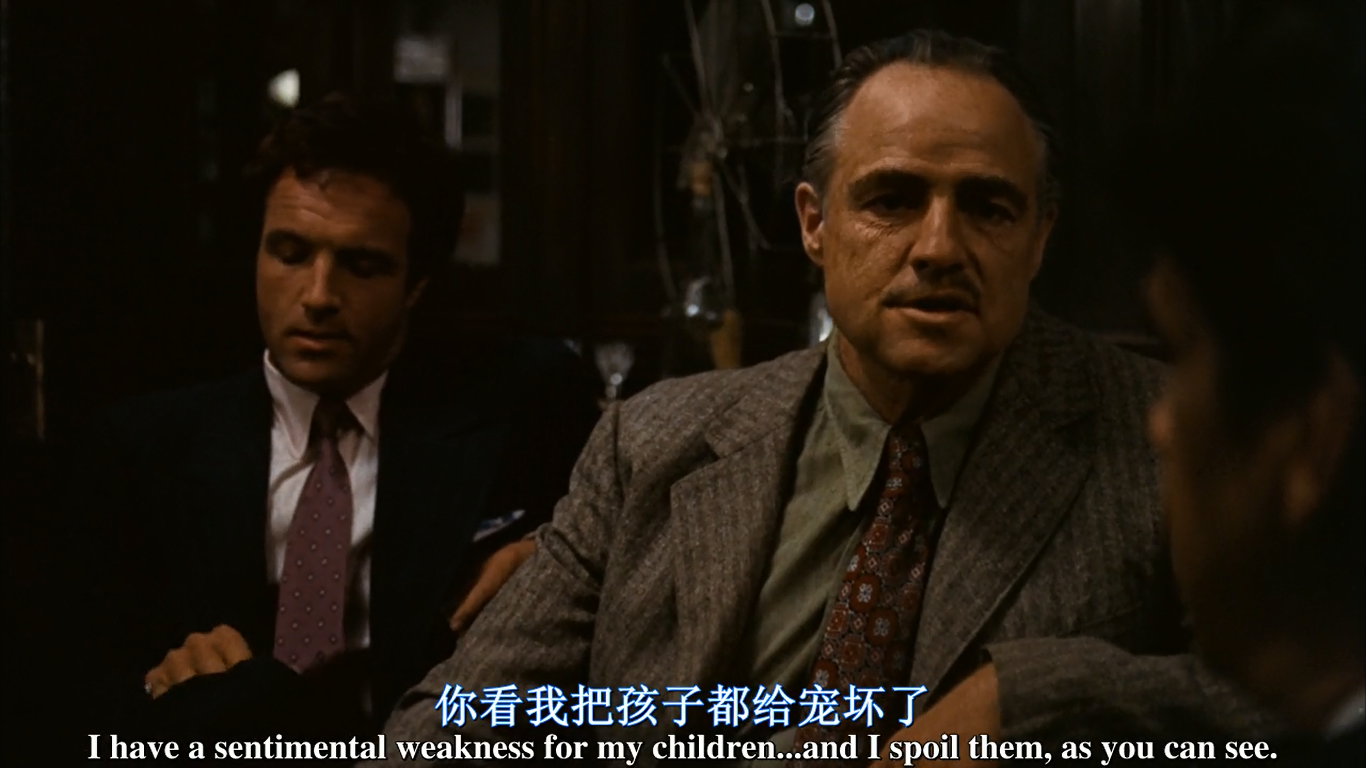 你看我把孩子都给宠坏了
I have a sentimental weakness for my children...and I spoil them, as you can see.